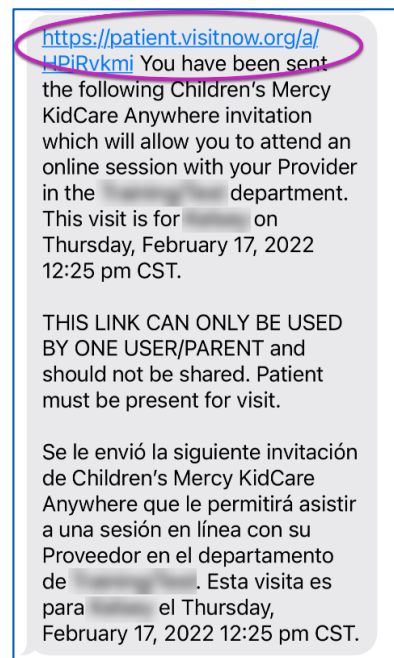 https://patient.visitnow.org/a/
HPiRvkmi You have been sent
the following Children's Mercy
KidCare Anywhere invitation
which will allow you to attend an
online session with your Provider
in the department.
This visit is for on
Thursday, February 17, 2022
12:25 pm CST.
THIS LINK CAN ONLY BE USED
BY ONE USER/PARENT and
should not be shared. Patient
must be present for visit.
Se le envió la siguiente invitación
de Children's Mercy KidCare
Anywhere que le permitirá asistir
a una sesión en línea con su
Proveedor en el departamento
de . Esta visita es
para el Thursday,
February 17, 2022 12:25 pm CST.